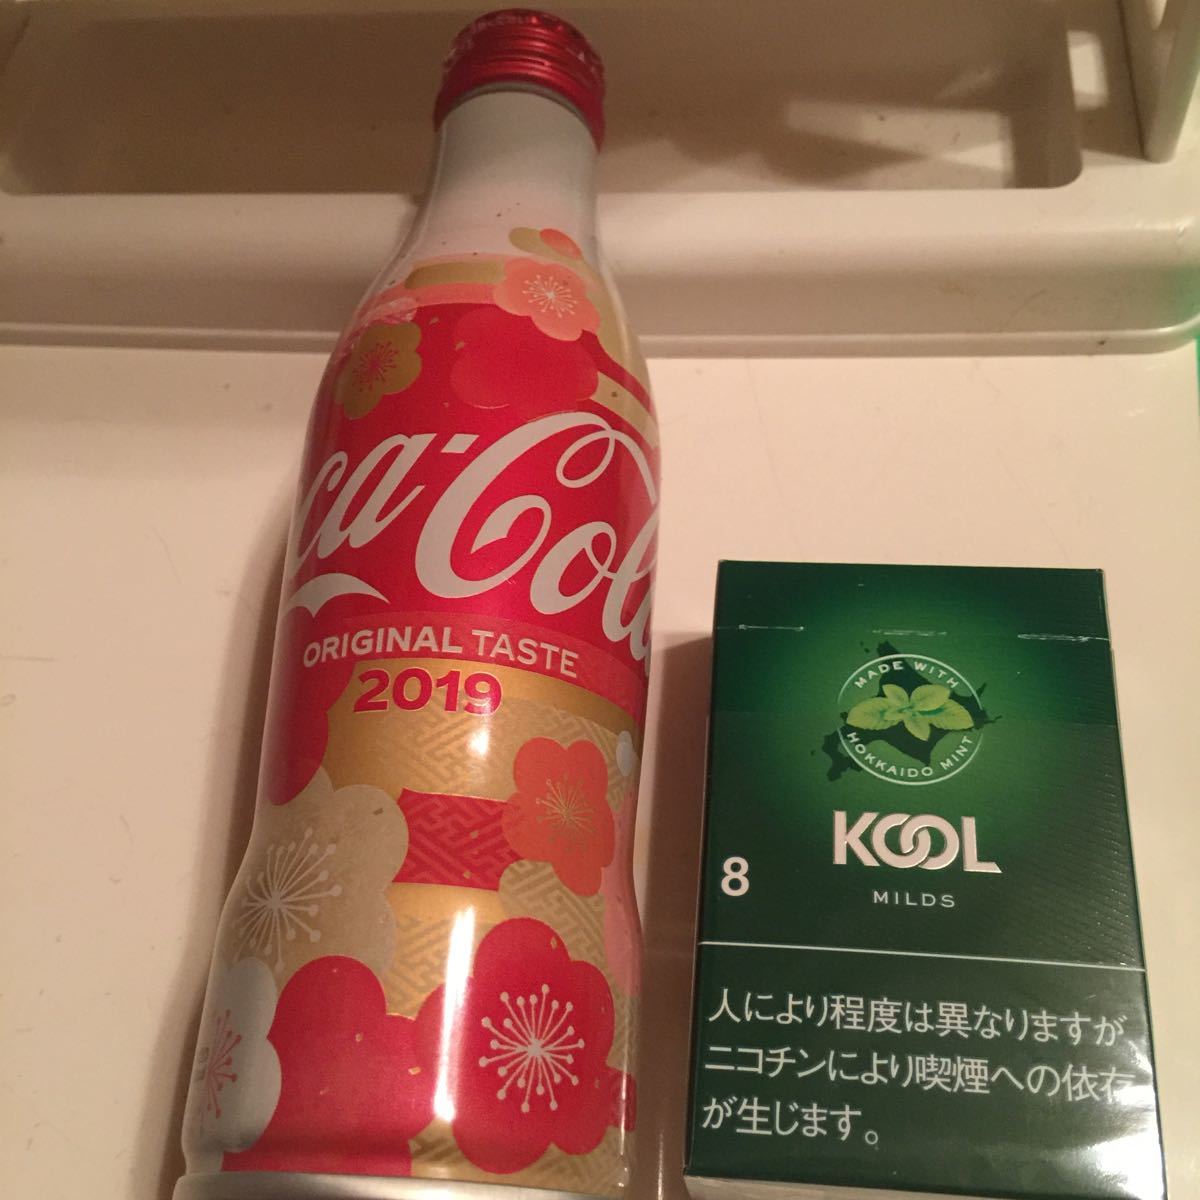 ca-Cola
ORIGINAL TASTE
2019
MADE WITH
HOKKAIDO MINT
KOOL
MILDS
8
人により程度は異なりますが
ニコチンにより喫煙への依存
が生じます。